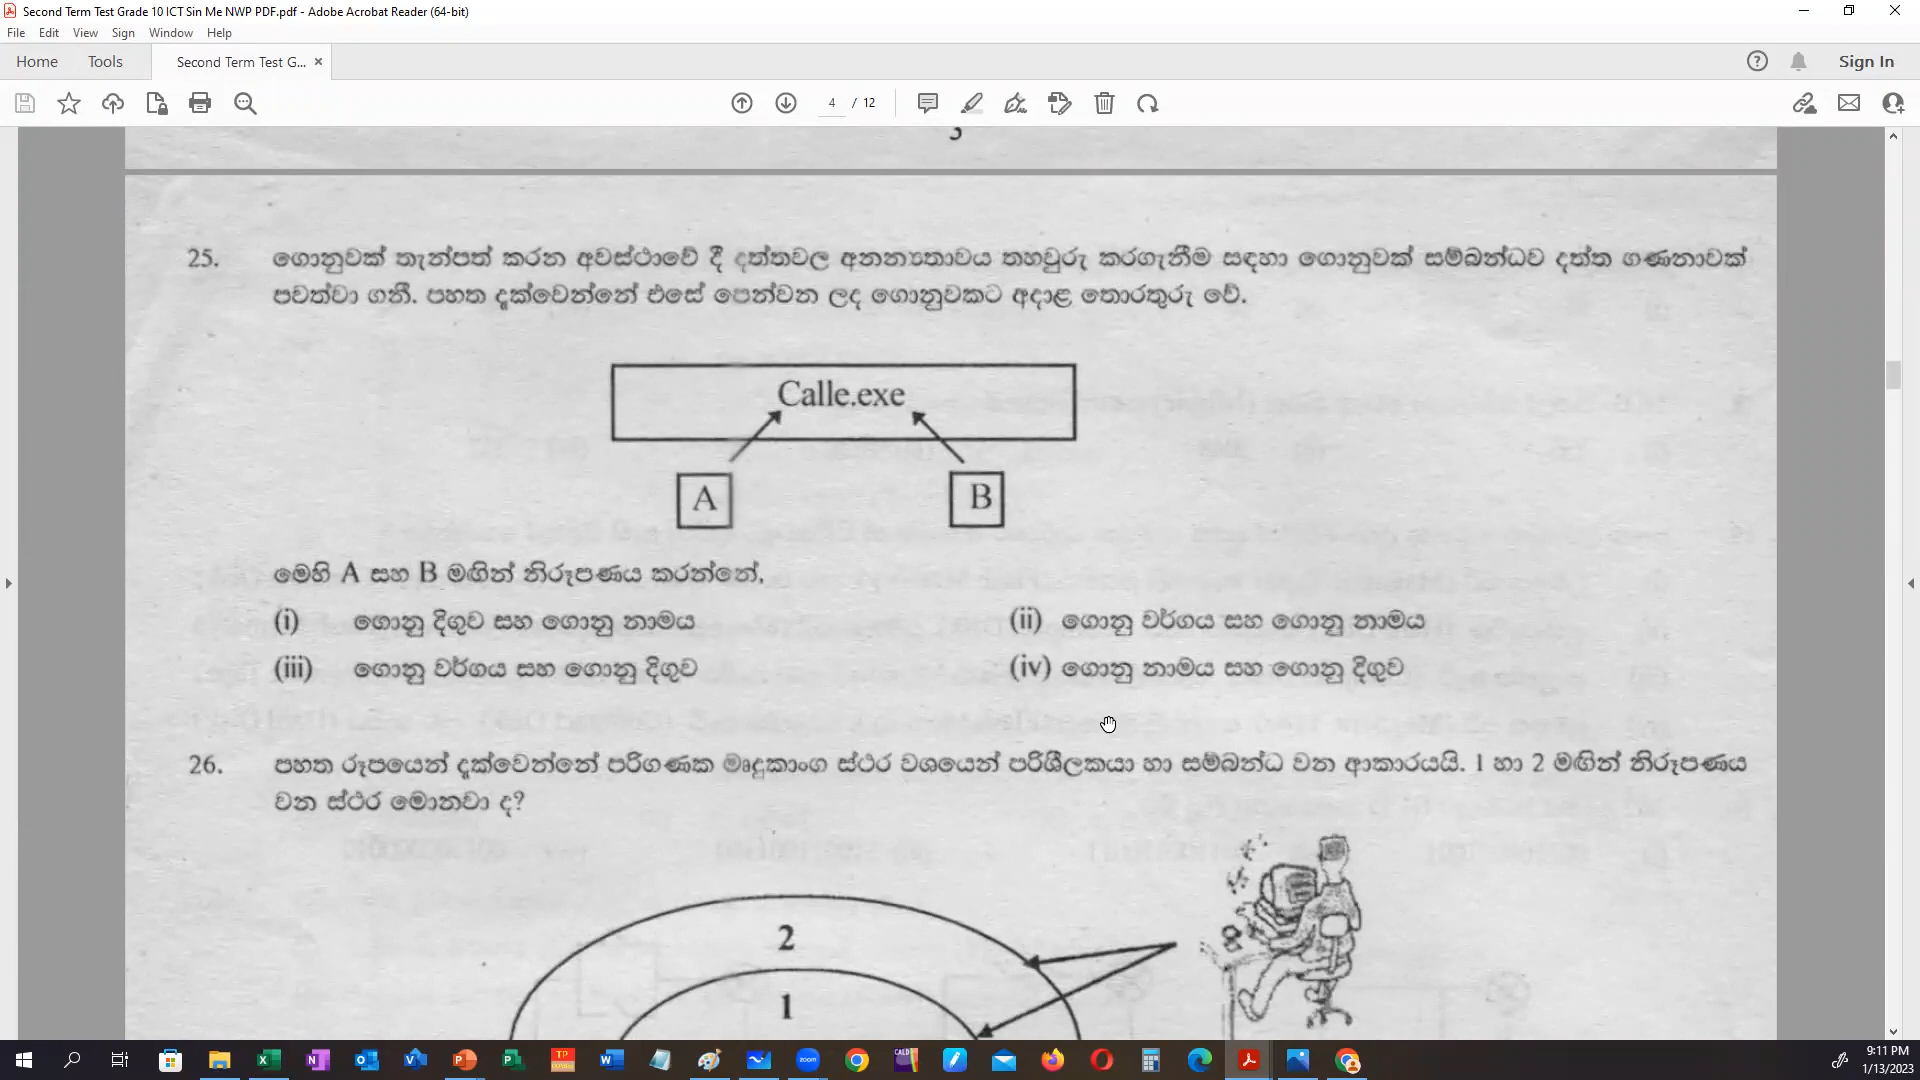 Second Term Test Grade 10 ICT Sin Me NWP PDF.pdf - Adobe Acrobat Reader (64-bit)
File Edit View Sign Window Help
Home Tools Second Term Test G... Sign In
4 / 12
3
25. ගොනුවක් තැන්පත් කරන අවස්ථාවේ දී දත්තවල අනන්‍යතාවය තහවුරු කරගැනීම සඳහා ගොනුවක් සම්බන්ධව දත්ත ගණනාවක්
පවත්වා ගනී. පහත දැක්වෙන්නේ එසේ පෙන්වන ලද ගොනුවකට අදාළ තොරතුරු වේ.
Calle.exe
A B
මෙහි A සහ B මඟින් නිරූපණය කරන්නේ,
(i) ගොනු දිගුව සහ ගොනු නාමය (ii) ගොනු වර්ගය සහ ගොනු නාමය
(iii) ගොනු වර්ගය සහ ගොනු දිගුව (iv) ගොනු නාමය සහ ගොනු දිගුව
26. පහත රූපයෙන් දැක්වෙන්නේ පරිගණක මෘදුකාංග ස්ථර වශයෙන් පරිශීලකයා හා සම්බන්ධ වන ආකාරයයි. 1 හා 2 මඟින් නිරූපණය
වන ස්ථර මොනවා ද?
2
1
9:11 PM
1/13/2023